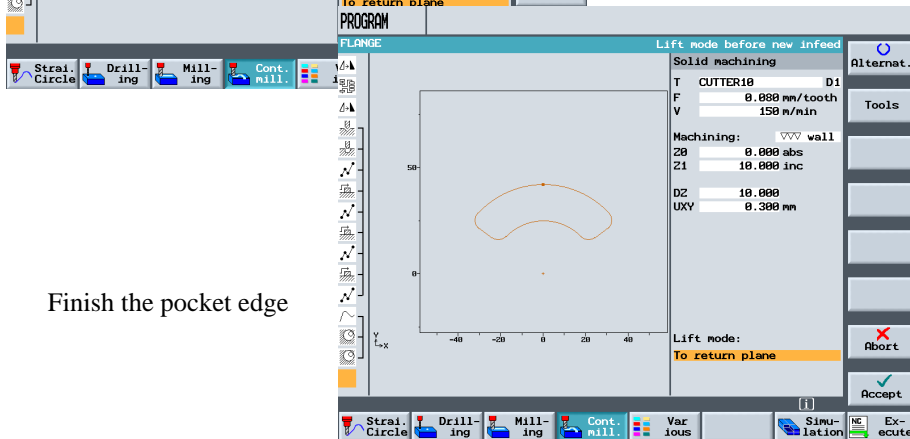 To return plane
PROGRAM
FLANGE Lift mode before new infeed
Solid machining
T CUTTER10 D1
F 0.080 mm/tooth
V 150 m/min
Machining: ▽▽▽ wall
Z0 0.000 abs
Z1 10.000 inc
DZ 10.000
UXY 0.300 mm
Lift mode:
To return plane
50
0
-40 -20 0 20 40
Y
X
Alternat.
Tools
Abort
Accept
i
Strai. Circle
Drill- ing
Mill- ing
Cont. mill.
Finish the pocket edge
Strai. Circle
Drill- ing
Mill- ing
Cont. mill.
Var ious
Simu- lation
NC Ex- ecute